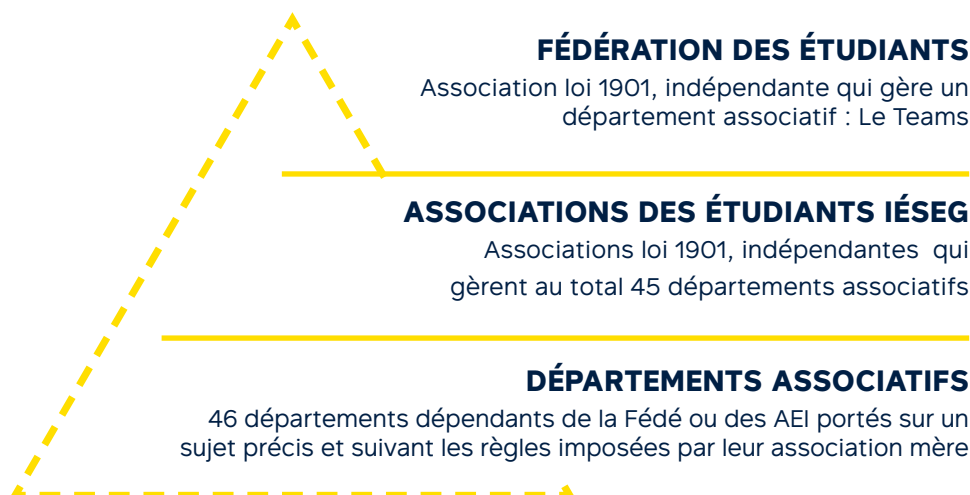 FÉDÉRATION DES ÉTUDIANTS
Association loi 1901, indépendante qui gère un
département associatif : Le Teams
ASSOCIATIONS DES ÉTUDIANTS IÉSEG
Associations loi 1901, indépendantes qui
gèrent au total 45 départements associatifs
DÉPARTEMENTS ASSOCIATIFS
46 départements dépendants de la Fédé ou des AEI portés sur un
sujet précis et suivant les règles imposées par leur association mère